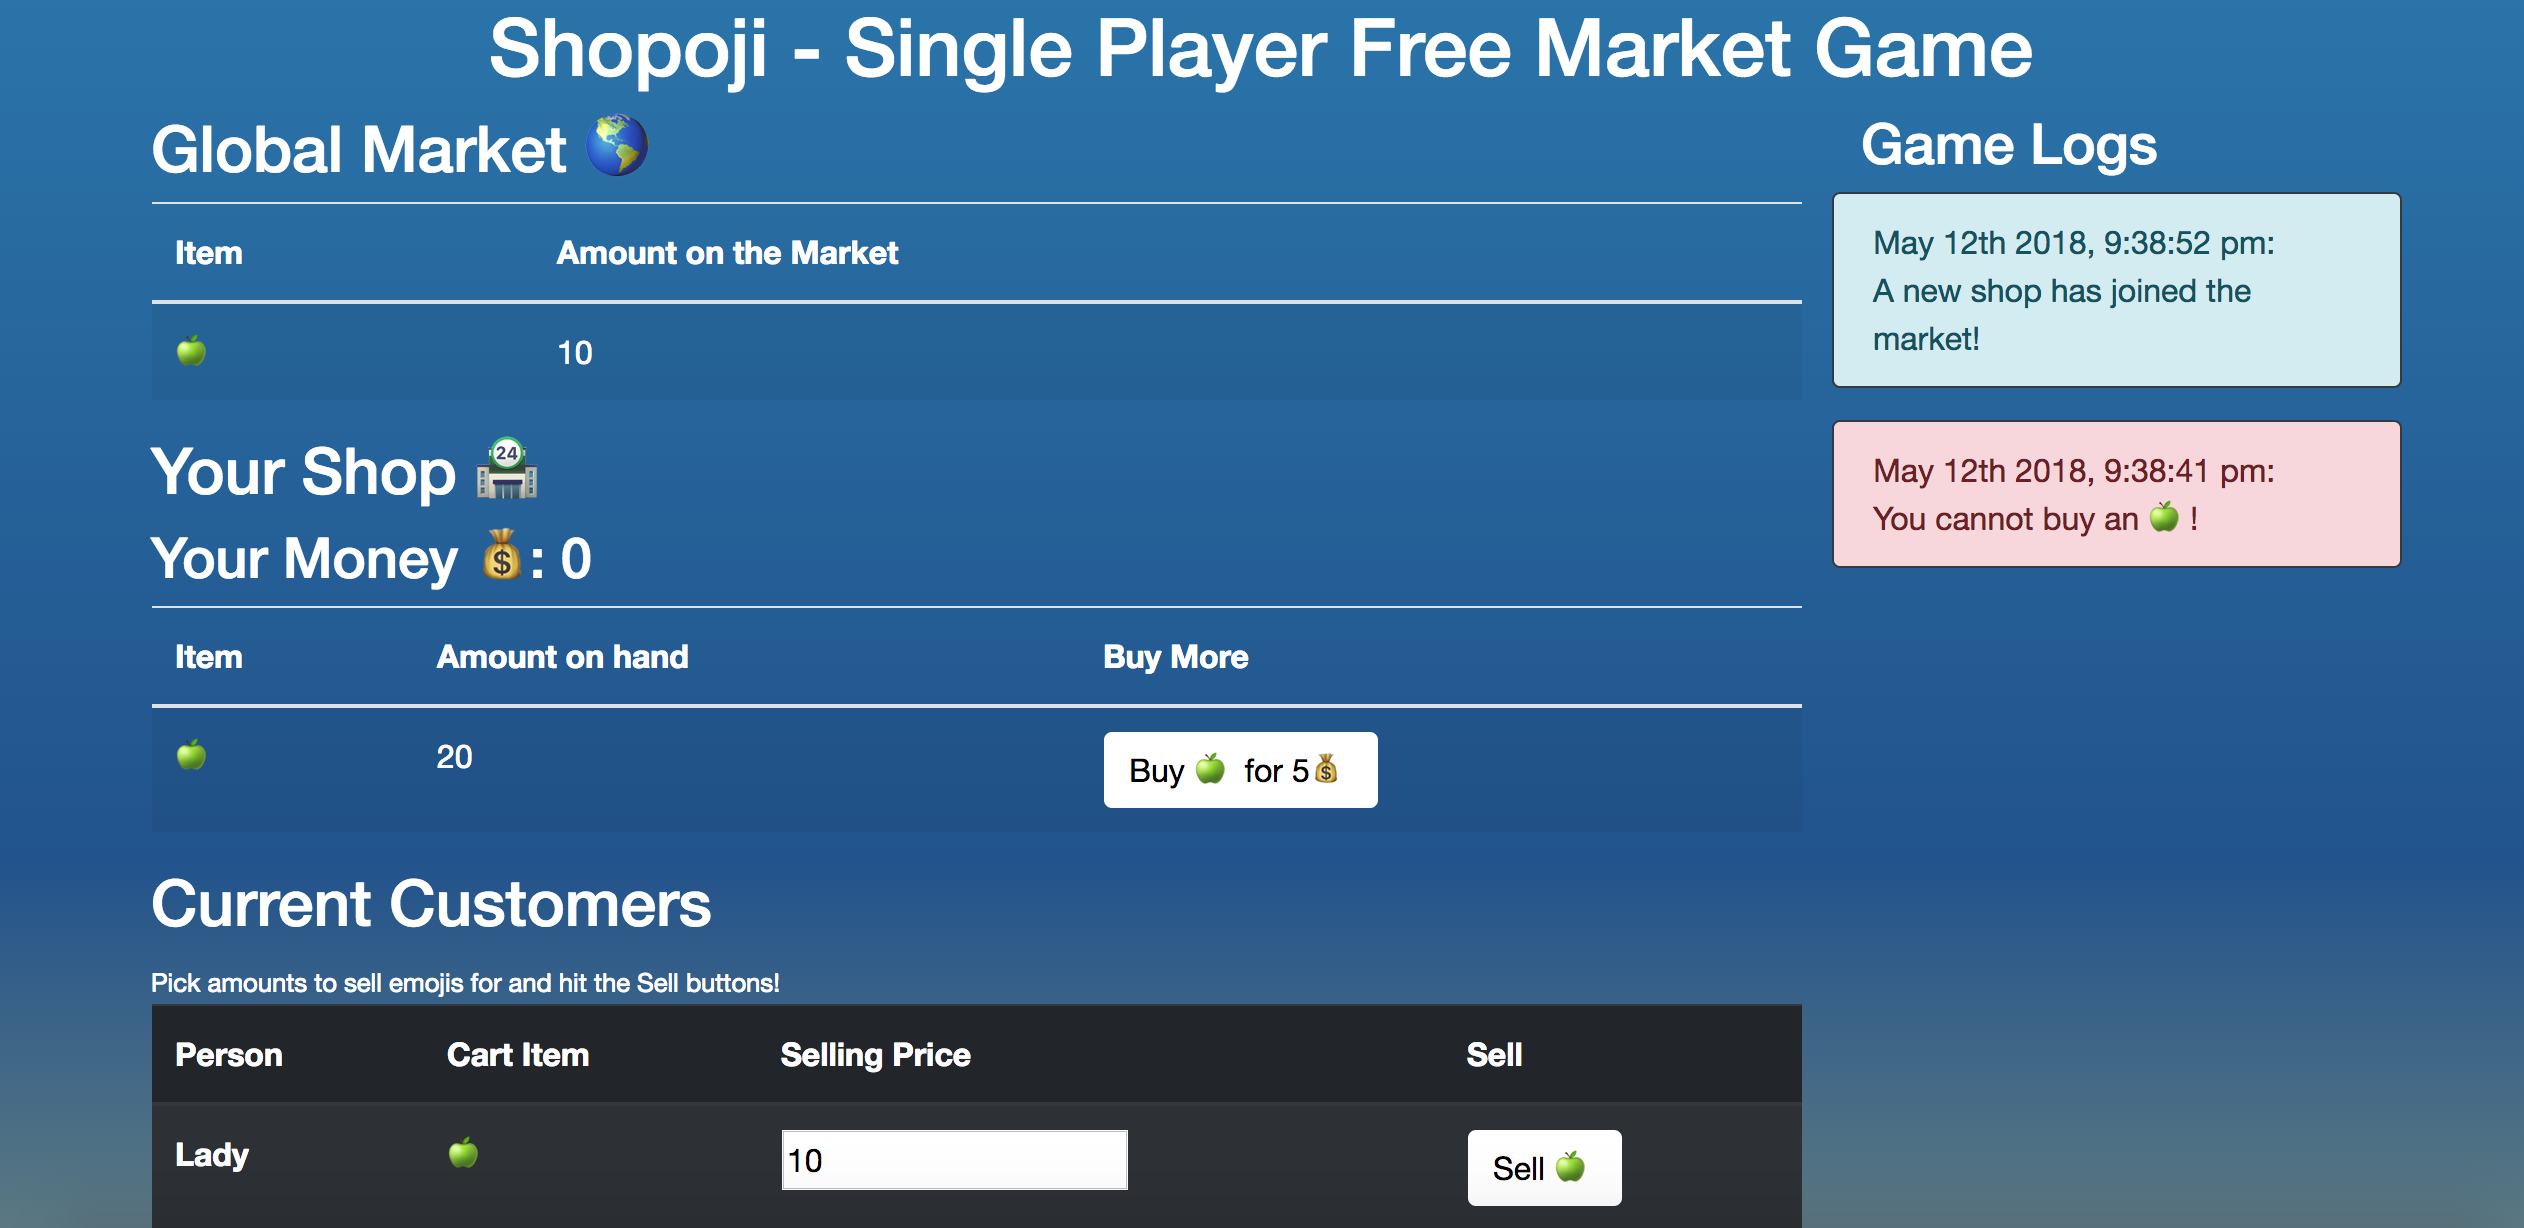 Shopoji - Single Player Free Market Game
Global Market 🌎
Item Amount on the Market
🍏 10
Your Shop 🏪
Your Money 💰: 0
Item Amount on hand Buy More
🍏 20 Buy 🍏 for 5💰
Current Customers
Pick amounts to sell emojis for and hit the Sell buttons!
Person Cart Item Selling Price Sell
Lady 🍏 10 Sell 🍏
Game Logs
May 12th 2018, 9:38:52 pm:
A new shop has joined the
market!
May 12th 2018, 9:38:41 pm:
You cannot buy an 🍏 !